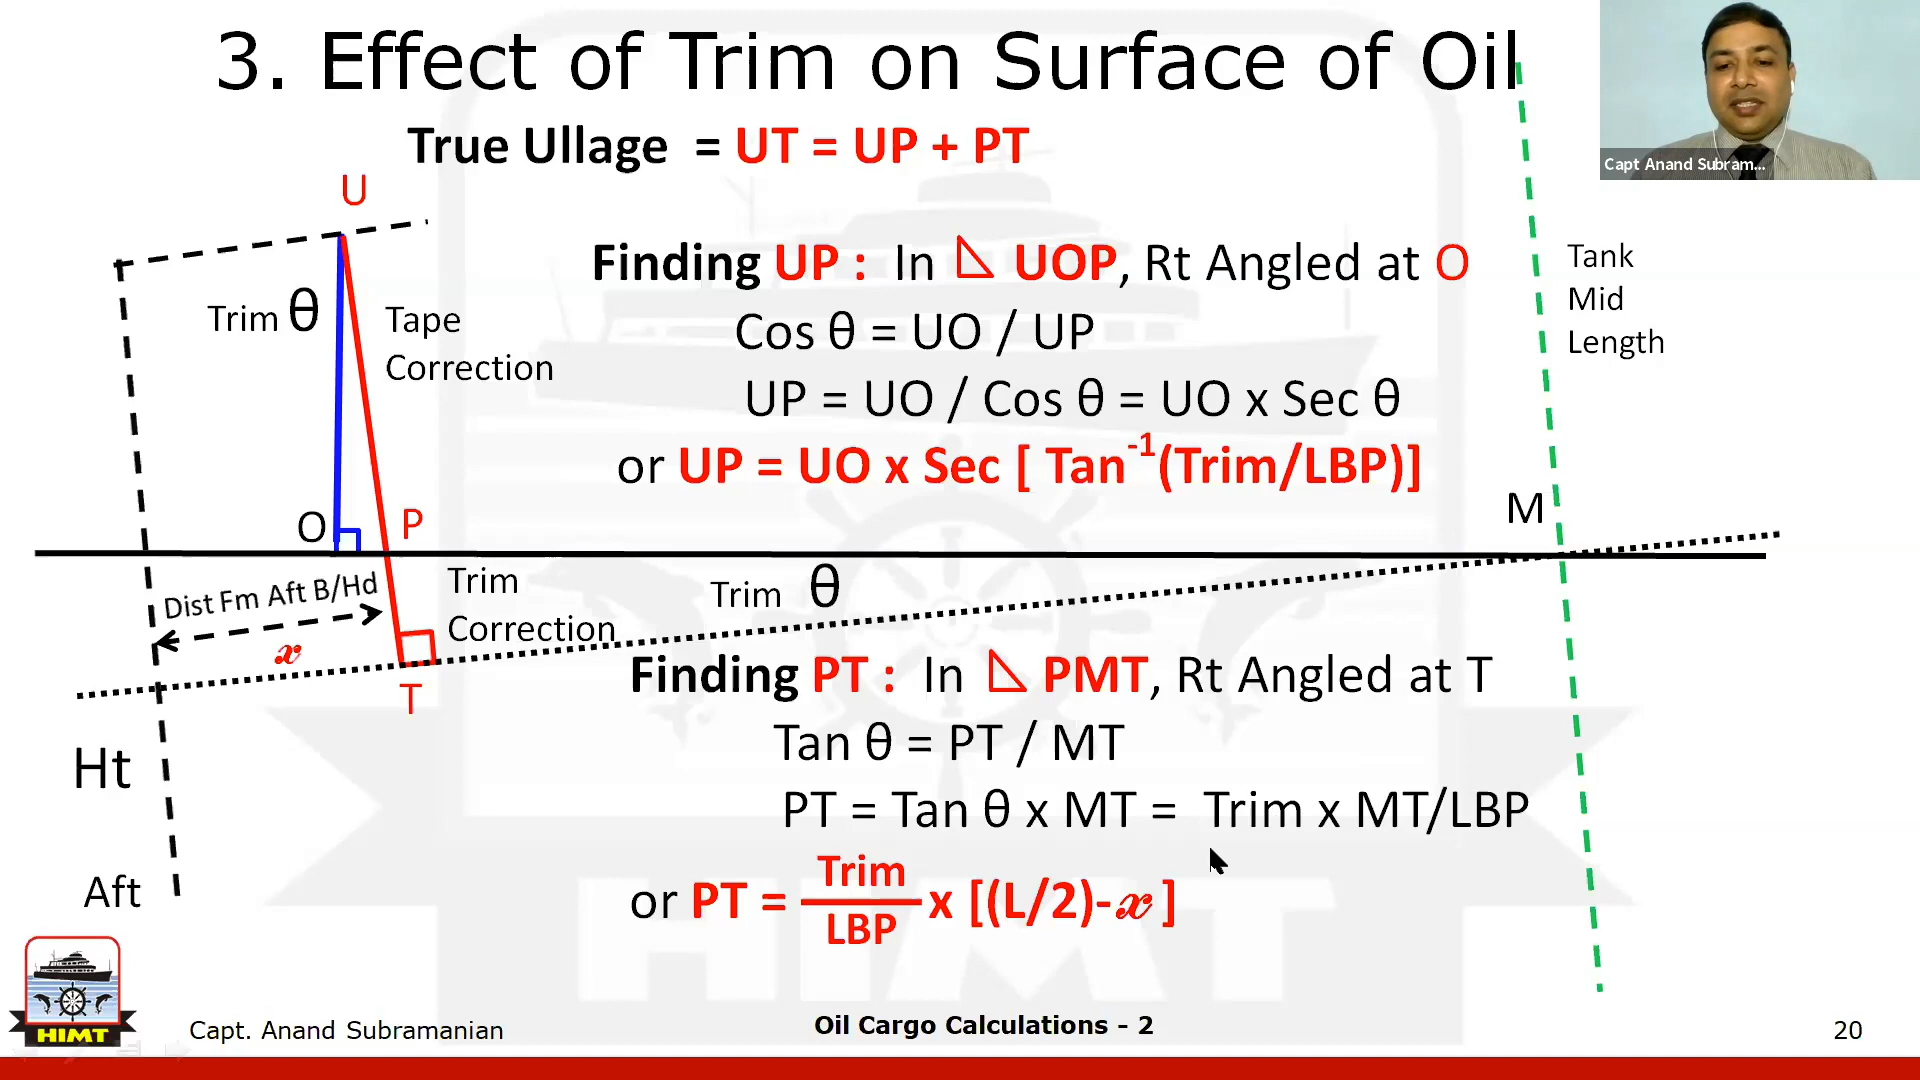 3. Effect of Trim on Surface of Oil
Capt Anand Subram...
True Ullage = UT = UP + PT
U
Trim θ
Tape
Correction
Finding UP : In UOP, Rt Angled at O
Cos θ = UO / UP
UP = UO / Cos θ = UO x Sec θ
or UP = UO x Sec [ Tan⁻¹(Trim/LBP)]
Tank
Mid
Length
O
P
M
Dist Fm Aft B/Hd
x
Trim
Correction
Trim θ
T
Finding PT : In PMT, Rt Angled at T
Tan θ = PT / MT
PT = Tan θ x MT = Trim x MT/LBP
or PT = Trim/LBP x [(L/2)-x ]
Ht
Aft
HIMT
HIMT
Capt. Anand Subramanian
Oil Cargo Calculations - 2
20